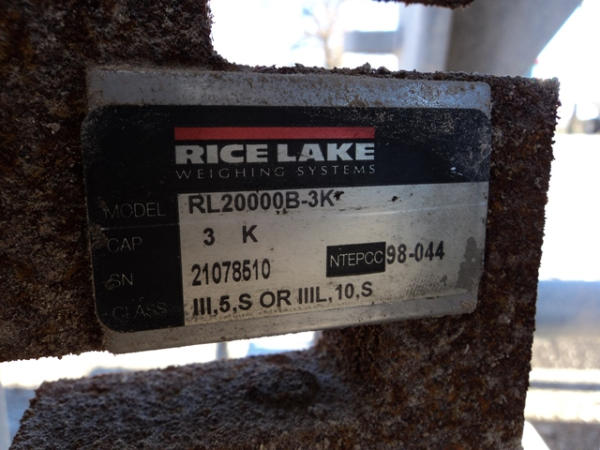 RICE LAKE
WEIGHING SYSTEMS
MODEL RL20000B-3K
CAP 3 K
SN 21078510 NTEPCC 98-044
CLASS III,5,S OR IIIL,10,S